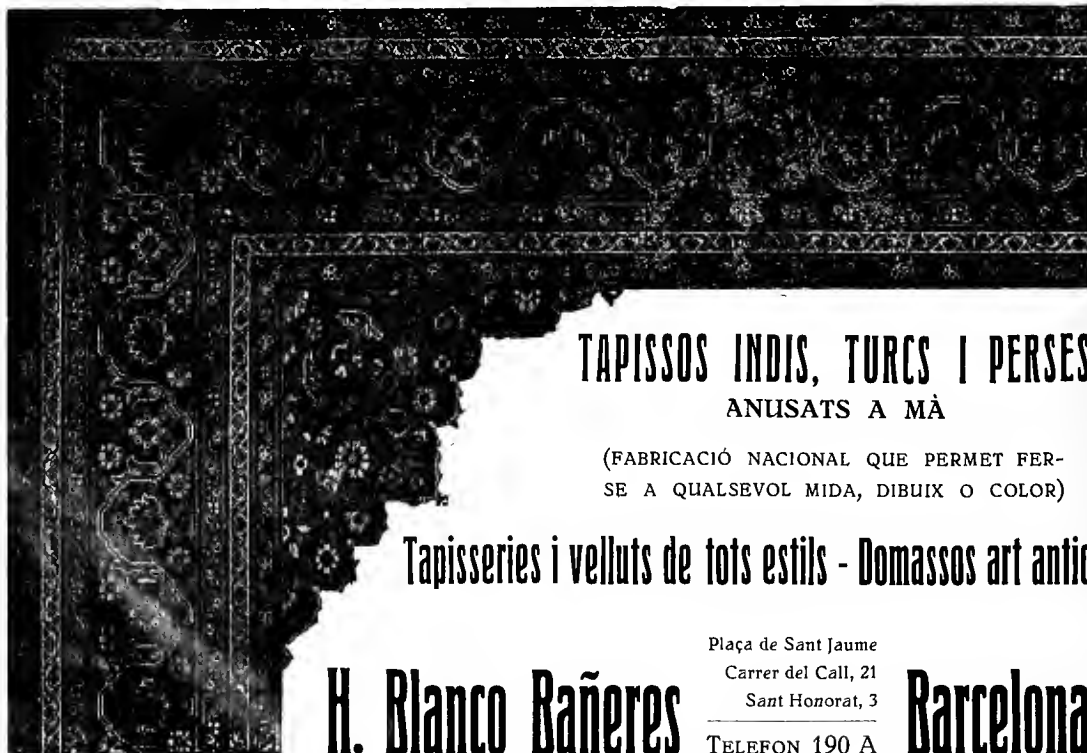 TAPISSOS INDIS, TURCS I PERSES
ANUSATS A MÀ
(FABRICACIÓ NACIONAL QUE PERMET FER-
SE A QUALSEVOL MIDA, DIBUIX O COLOR)
Tapisseries i velluts de tots estils - Domassos art antic
H. Blanco Bañeres
Plaça de Sant Jaume
Carrer del Call, 21
Sant Honorat, 3
TELEFON 190 A
Barcelona